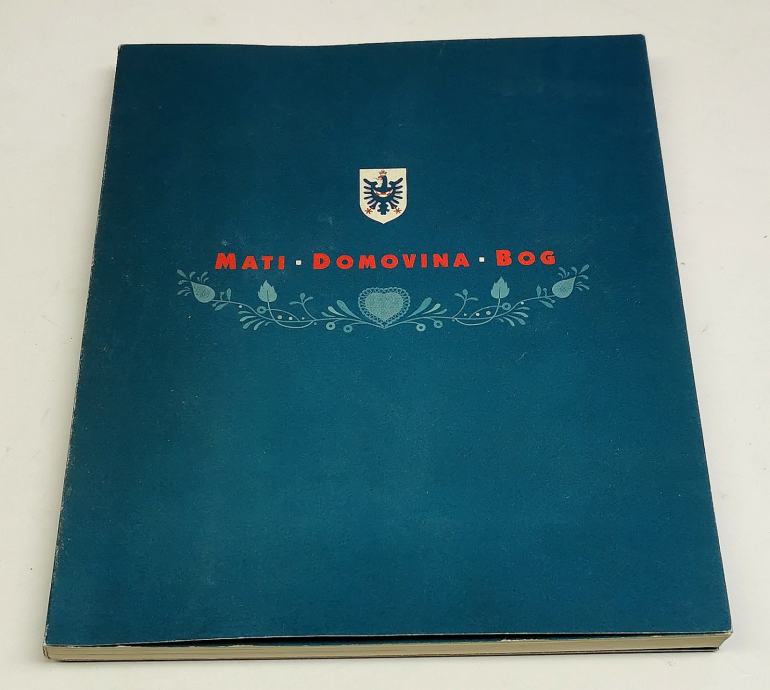 MATI · DOMOVINA · BOG